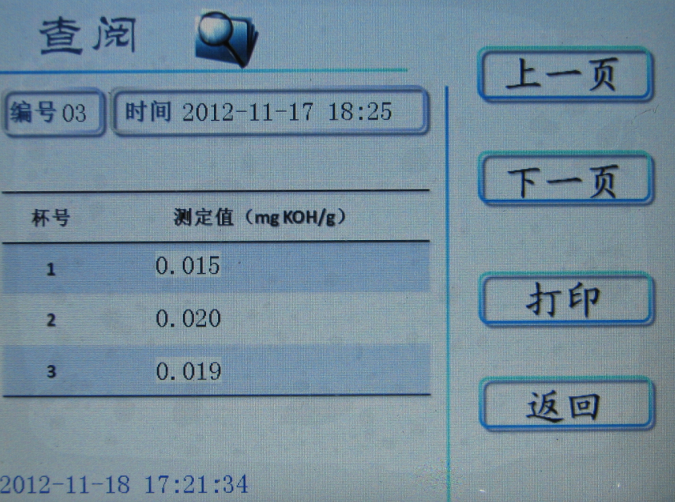 查阅
编号 03 时间 2012-11-17 18:25
杯号 测定值（mg KOH/g）
1 0.015
2 0.020
3 0.019
2012-11-18 17:21:34
上一页
下一页
打印
返回